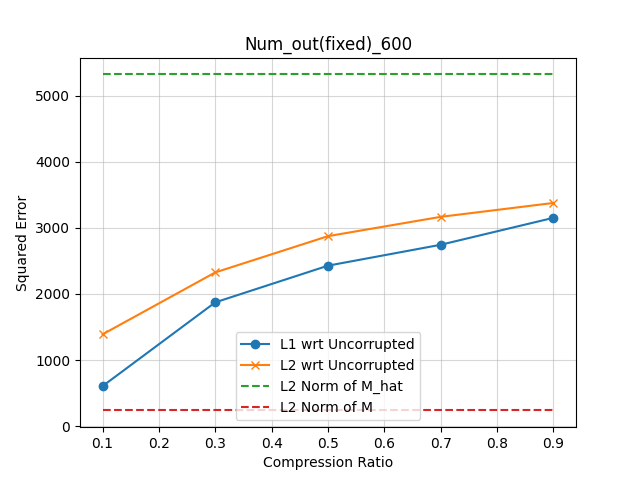 Num_out(fixed)_600
Squared Error
5000
4000
3000
2000
1000
0
L1 wrt Uncorrupted
L2 wrt Uncorrupted
L2 Norm of M_hat
L2 Norm of M
0.1 0.2 0.3 0.4 0.5 0.6 0.7 0.8 0.9
Compression Ratio